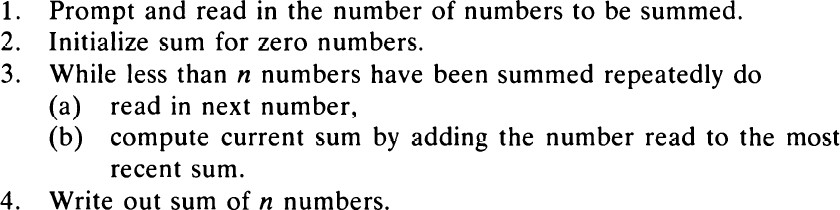 1. Prompt and read in the number of numbers to be summed.
2. Initialize sum for zero numbers.
3. While less than n numbers have been summed repeatedly do
(a) read in next number,
(b) compute current sum by adding the number read to the most
recent sum.
4. Write out sum of n numbers.